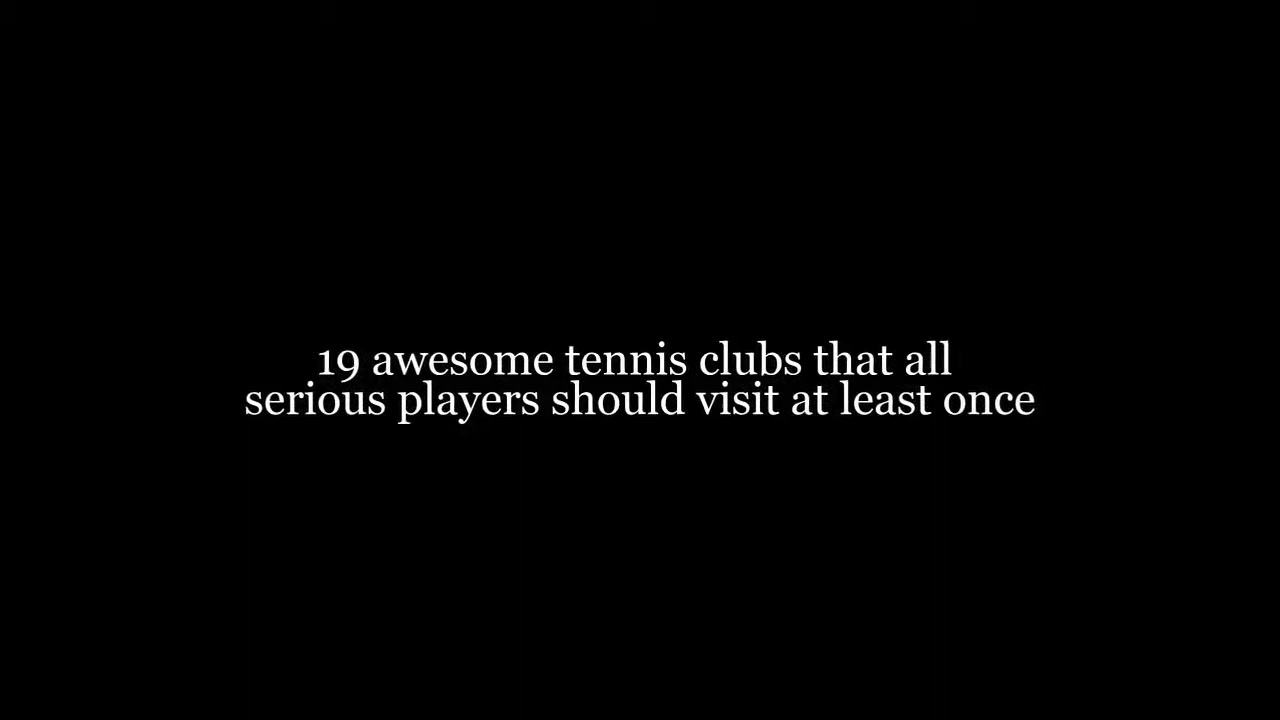 19 awesome tennis clubs that all
serious players should visit at least once